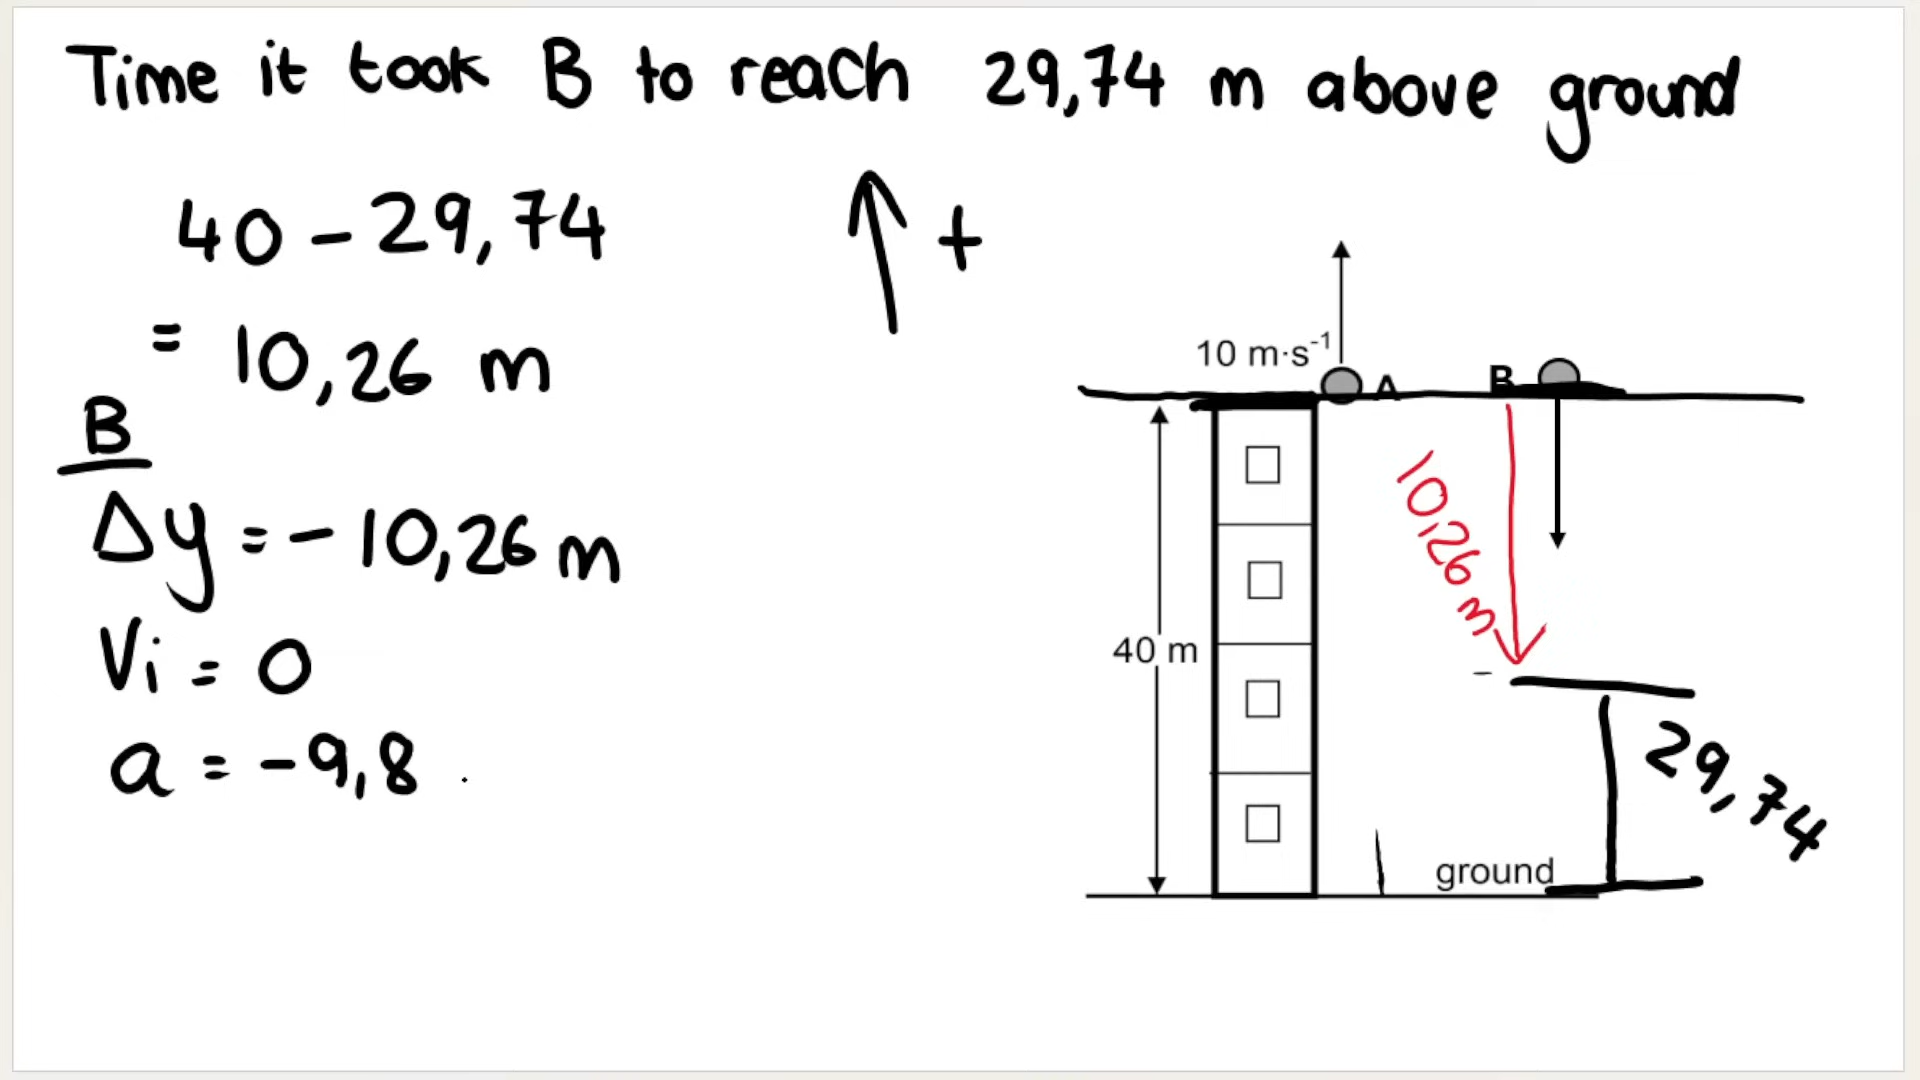 Time it took B to reach 29,74 m above ground
40 - 29,74
= 10,26 m
B
Δy = - 10,26 m
Vi = 0
a = -9,8
+
10 m·s-1
A
B
10,26 m
40 m
29,74
ground